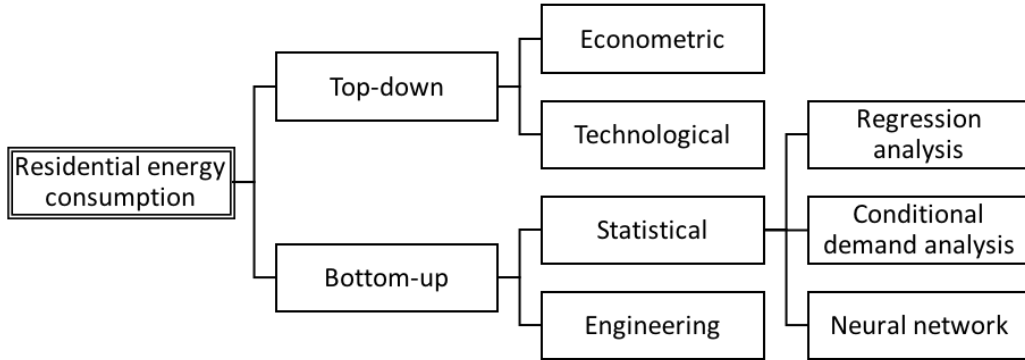 Residential energy
consumption
Top-down
Bottom-up
Econometric
Technological
Statistical
Engineering
Regression
analysis
Conditional
demand analysis
Neural network